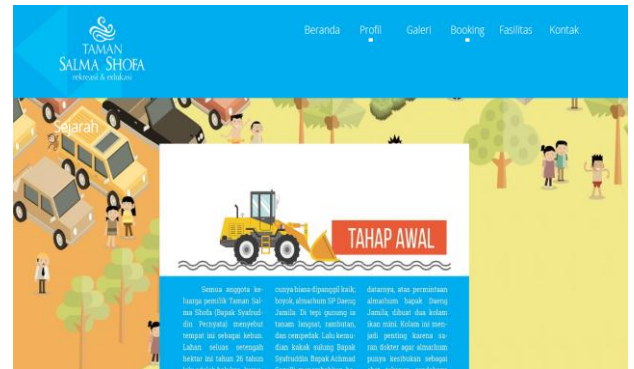 Beranda Profil Galeri Booking Fasilitas Kontak
TAMAN
SALMA SHOFA
rekreasi & edukasi
Sejarah
TAHAP AWAL
Semua anggota ke-
luarga pemilik Taman Sal-
ma Shofa (Bapak Syahrud-
din Pernyata) menyebut
tempat ini sebagai kebun.
Lahan seluas setengah
hektar ini tahun 36 tahun
cunya biasa dipanggil kaik;
boyok, almarhum SP Daeng
Jamila. Di tepi gunung is
tanam langsat, rambutan,
dan cempedak. Lalu kemu-
dian kakak sulung Bapak
Syahruddin Bapak Achmad
datarnya, atas permintaan
almarhum bapak Daeng
Jamila, dibuat dua kolam
ikan mini. Kolam ini men-
jadi penting karena sa-
ran dokter agar almarhum
punya kesibukan sebagai